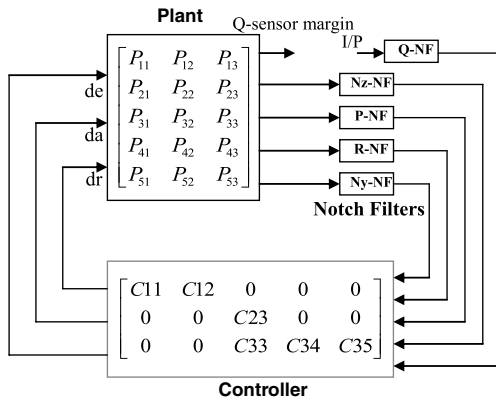 Plant
Q-sensor margin
I/P
Q-NF
P11 P12 P13
P21 P22 P23
P31 P32 P33
P41 P42 P43
P51 P52 P53
de
da
dr
Nz-NF
P-NF
R-NF
Ny-NF
Notch Filters
C11 C12 0 0 0
0 0 C23 0 0
0 0 C33 C34 C35
Controller